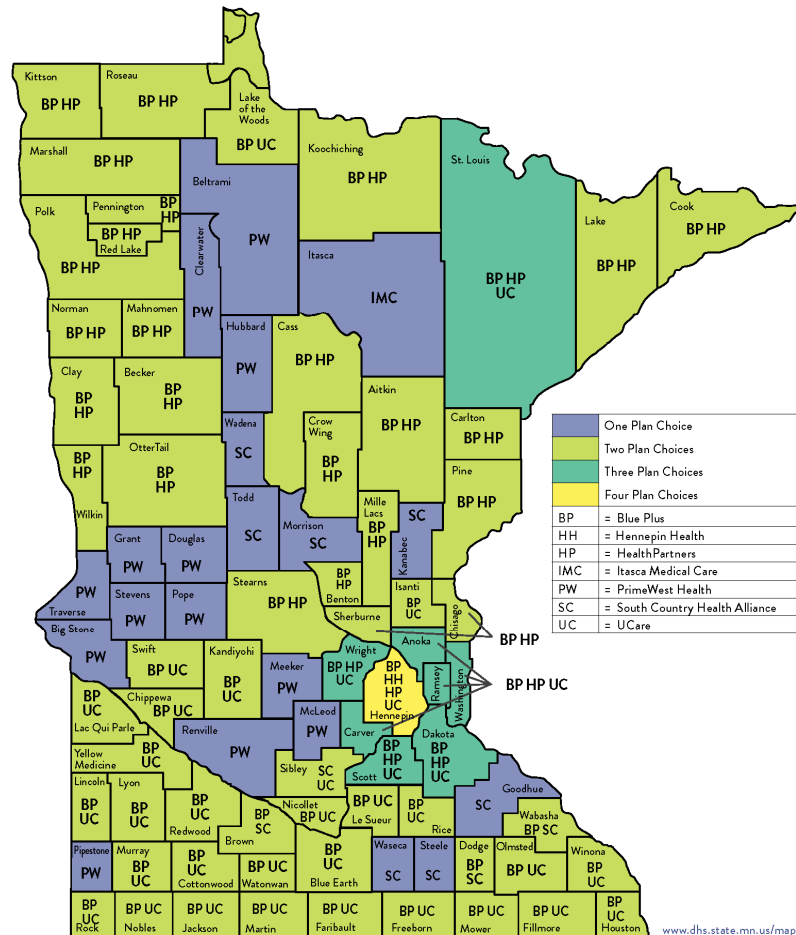 Kittson
BP HP
Roseau
BP HP
Lake
of the
Woods
BP UC
Koochiching
BP HP
St. Louis
BP HP
UC
Lake
BP HP
Cook
BP HP
Marshall
BP HP
Beltrami
PW
Polk
BP HP
Pennington
BP
HP
BP HP
Red Lake
Clearwater
PW
Itasca
IMC
Norman
BP HP
Mahnomen
BP HP
Hubbard
PW
Cass
BP HP
Clay
BP
HP
Becker
BP
HP
Aitkin
BP HP
Carlton
BP HP
Wadena
SC
Crow
Wing
BP
HP
OtterTail
BP
HP
BP
HP
Wilkin
Pine
BP HP
Todd
SC
Morrison
SC
Mille
Lacs
BP
HP
SC
Kanabec
Grant
PW
Douglas
PW
PW
Traverse
Stevens
PW
Pope
PW
Stearns
BP HP
BP
HP
Benton
Isanti
BP
UC
Chisago
Sherburne
BP HP
Big Stone
PW
Swift
BP UC
Kandiyohi
BP
UC
Meeker
PW
Wright
BP HP
UC
Anoka
BP
HH
HP
UC
Hennepin
Ramsey
Washington
BP HP UC
BP
UC
Lac Qui Parle
Chippewa
BP UC
Renville
PW
McLeod
PW
Carver
Dakota
BP
HP
UC
BP
HP
UC
Scott
Yellow
Medicine
BP
UC
Sibley
SC
UC
Goodhue
SC
Lincoln
BP
UC
Lyon
BP
UC
BP
UC
Redwood
BP
SC
Brown
Nicollet
BP UC
BP UC
Le Sueur
BP
UC
Rice
Wabasha
BP SC
Pipestone
PW
Murray
BP
UC
BP
UC
Cottonwood
BP UC
Watonwan
BP
UC
Blue Earth
Waseca
SC
Steele
SC
Dodge
BP
SC
Olmsted
BP UC
Winona
BP
UC
BP
UC
Rock
BP UC
Nobles
BP UC
Jackson
BP UC
Martin
BP UC
Faribault
BP UC
Freeborn
BP UC
Mower
BP UC
Fillmore
BP
UC
Houston
One Plan Choice
Two Plan Choices
Three Plan Choices
Four Plan Choices
BP = Blue Plus
HH = Hennepin Health
HP = HealthPartners
IMC = Itasca Medical Care
PW = PrimeWest Health
SC = South Country Health Alliance
UC = UCare
www.dhs.state.mn.us/map